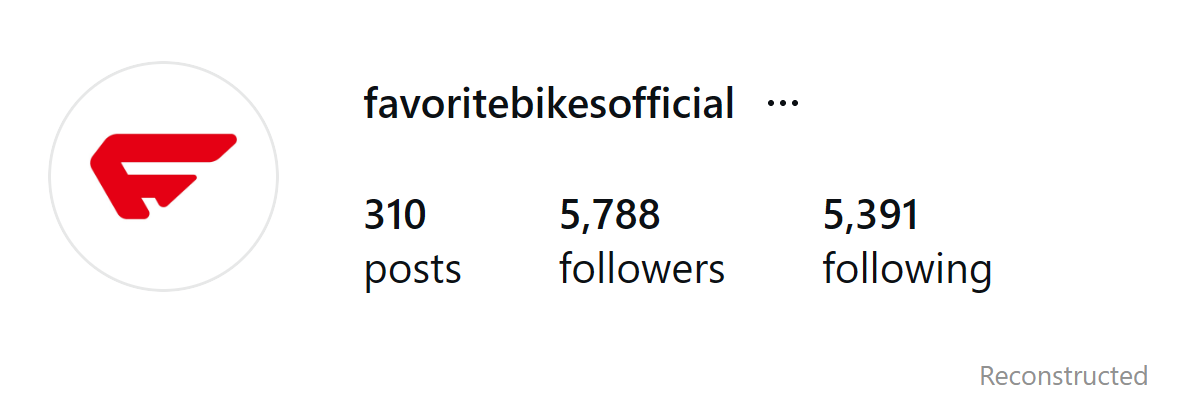 favoritebikesofficial ···
310 5,788 5,391
posts followers following
Reconstructed